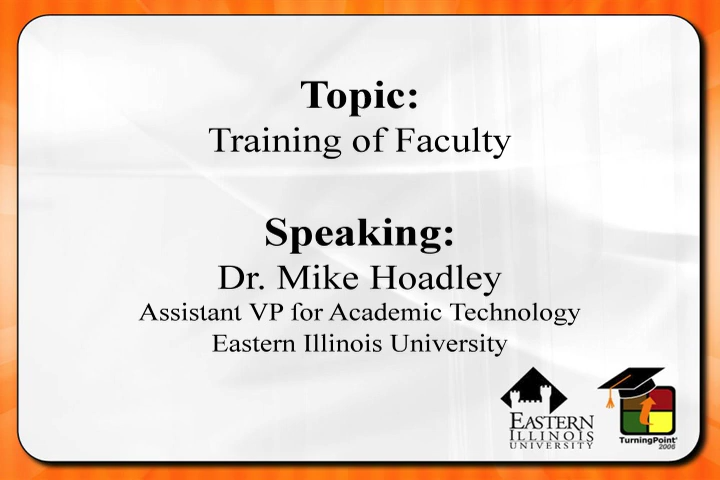 Topic:
Training of Faculty
Speaking:
Dr. Mike Hoadley
Assistant VP for Academic Technology
Eastern Illinois University
EASTERN
ILLINOIS
UNIVERSITY
TurningPoint®
2006